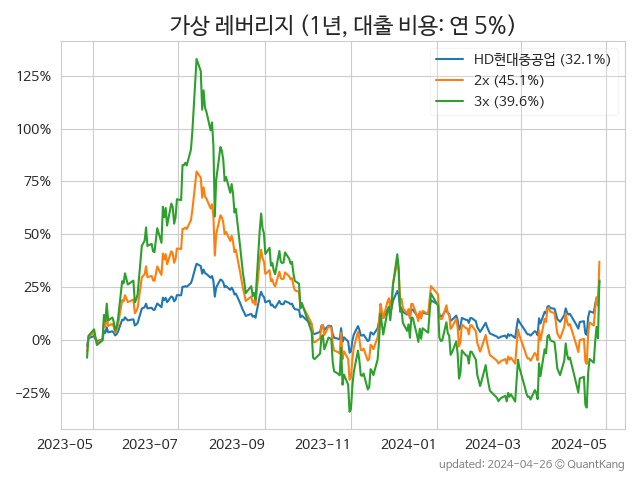 가상 레버리지 (1년, 대출 비용: 연 5%)
HD현대중공업 (32.1%)
2x (45.1%)
3x (39.6%)
125%
100%
75%
50%
25%
0%
−25%
2023-05 2023-07 2023-09 2023-11 2024-01 2024-03 2024-05
updated: 2024-04-26 © QuantKang